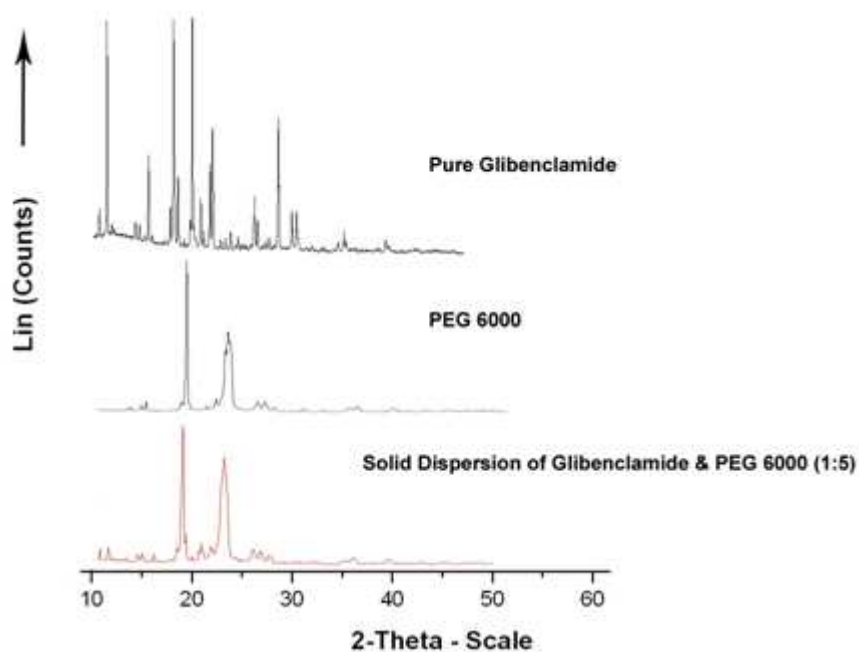 Pure Glibenclamide
Lin (Counts)
PEG 6000
Solid Dispersion of Glibenclamide & PEG 6000 (1:5)
10 20 30 40 50 60
2-Theta - Scale